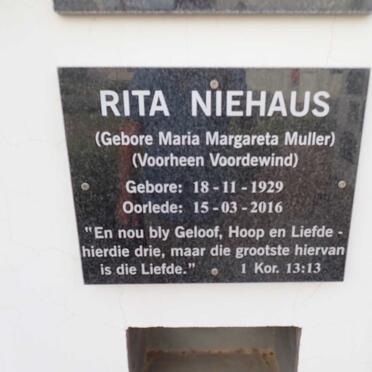 RITA NIEHAUS
(Gebore Maria Margareta Muller)
(Voorheen Voordewind)
Gebore: 18 - 11 - 1929
Oorlede: 15 - 03 - 2016
"En nou bly Geloof, Hoop en Liefde -
hierdie drie, maar die grootste hiervan
is die Liefde." 1 Kor. 13:13